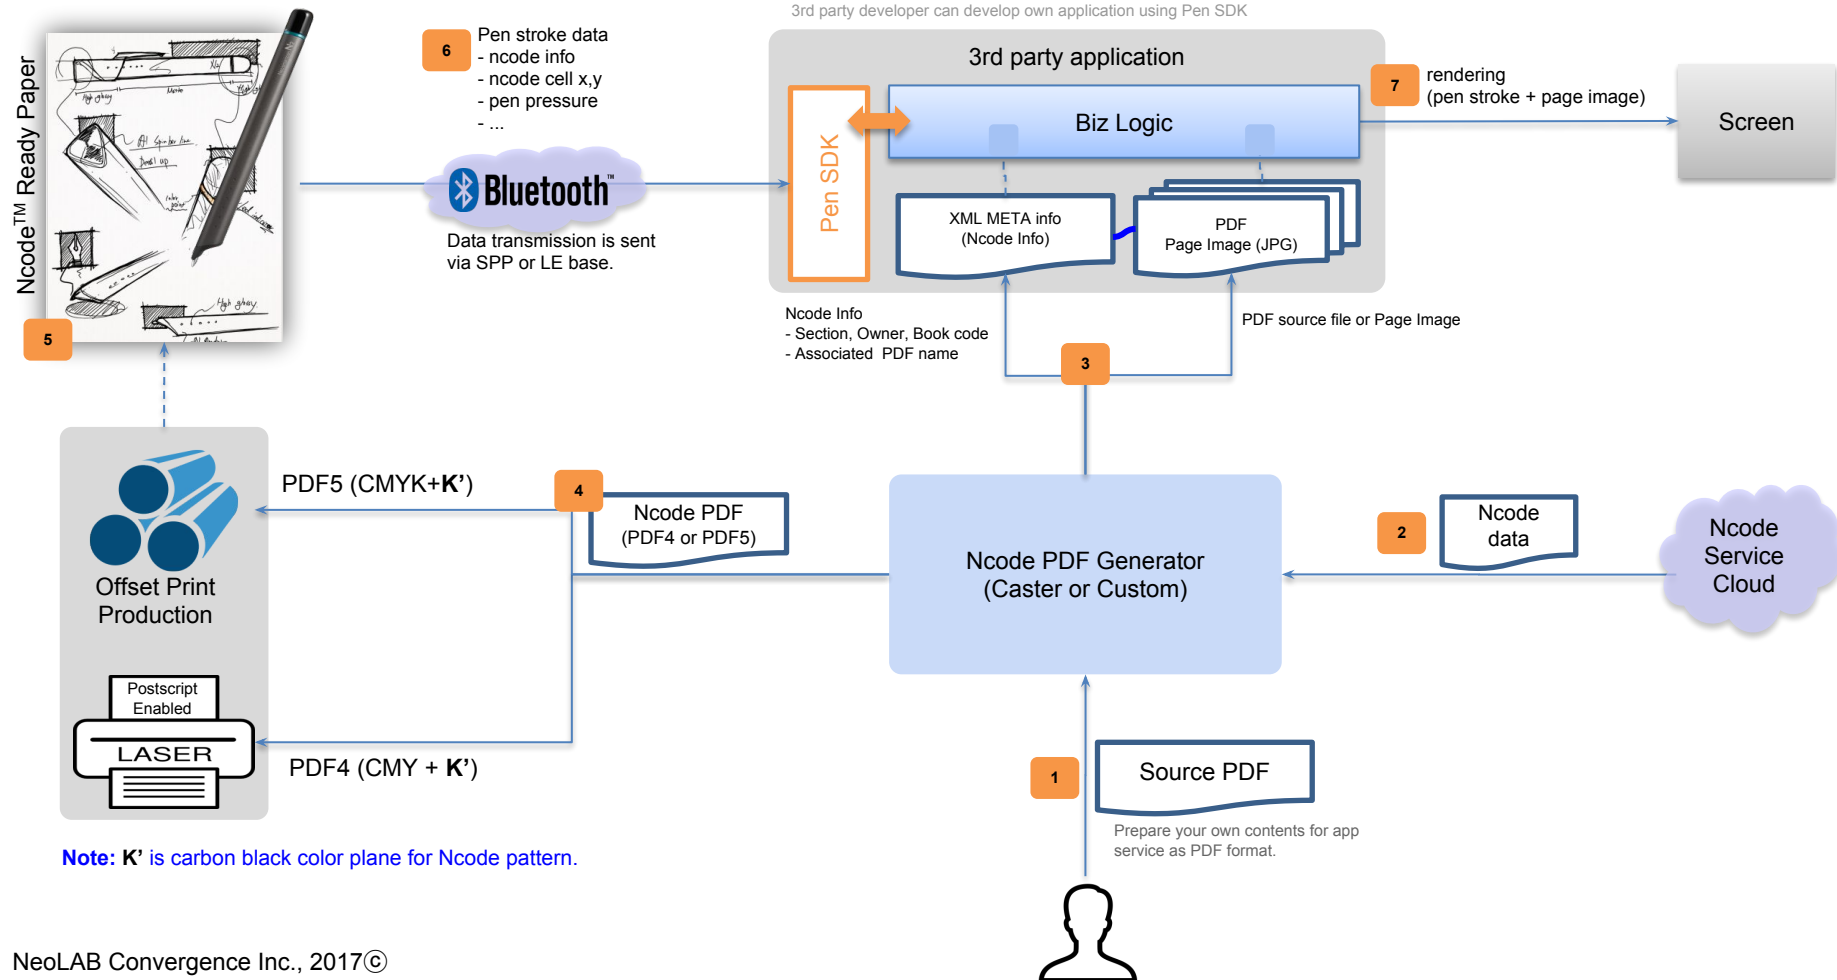 3rd party developer can develop own application using Pen SDK
Ncode™ Ready Paper
5
High glossy
High glossy
6
Pen stroke data
- ncode info
- ncode cell x,y
- pen pressure
- ...
Bluetooth™
Data transmission is sent
via SPP or LE base.
3rd party application
Pen SDK
Biz Logic
XML META info
(Ncode Info)
PDF
Page Image (JPG)
7
rendering
(pen stroke + page image)
Screen
Ncode Info
- Section, Owner, Book code
- Associated PDF name
3
PDF source file or Page Image
PDF5 (CMYK+K’)
4
Ncode PDF
(PDF4 or PDF5)
Offset Print
Production
Postscript
Enabled
LASER
PDF4 (CMY + K’)
Ncode PDF Generator
(Caster or Custom)
2
Ncode
data
Ncode
Service
Cloud
1
Source PDF
Prepare your own contents for app
service as PDF format.
Note: K’ is carbon black color plane for Ncode pattern.
NeoLAB Convergence Inc., 2017ⓒ